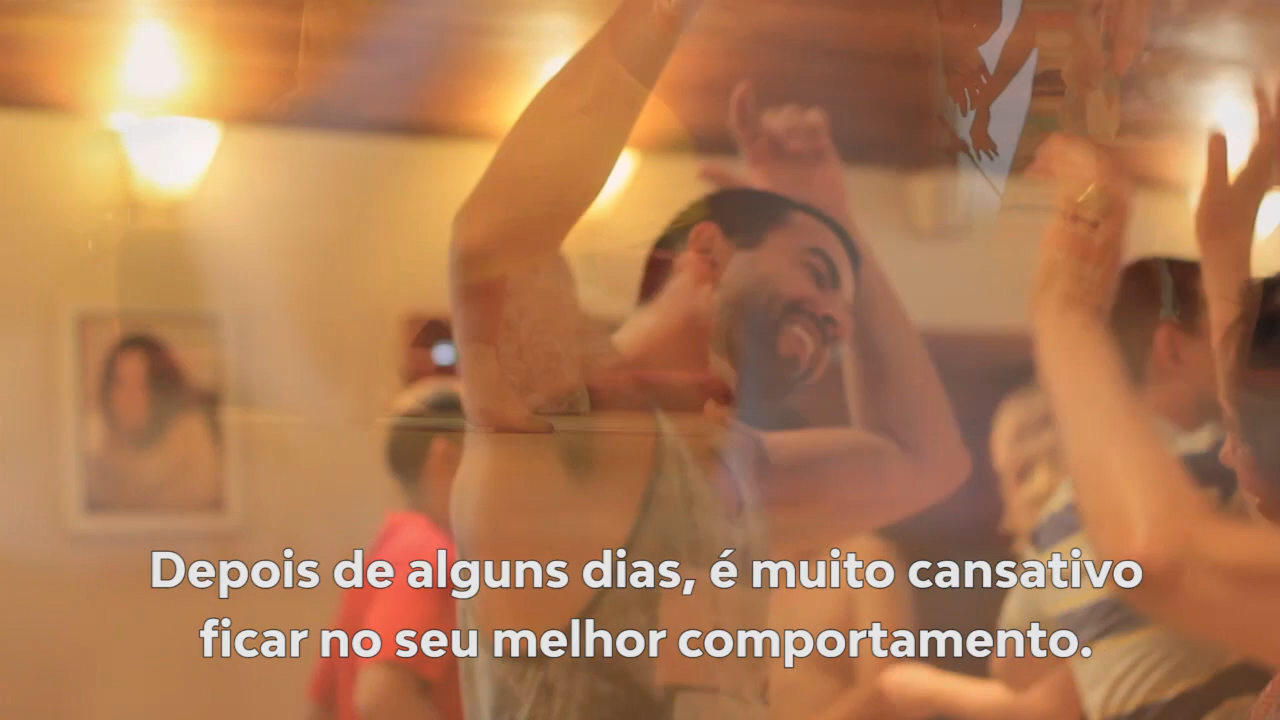 Depois de alguns dias, é muito cansativo
ficar no seu melhor comportamento.